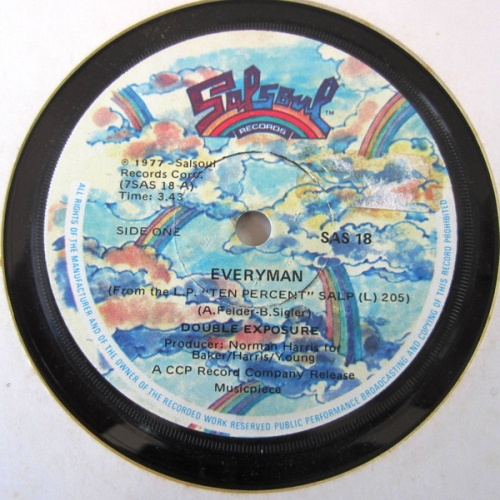 Salsoul™
RECORDS
℗ 1977 - Salsoul
Records Corp.
(7SAS 18 A)
Time: 3.43
SIDE ONE
SAS 18
EVERYMAN
(From the L.P. "TEN PERCENT" SALP (L) 205)
(A.Felder-B.Sigler)
DOUBLE EXPOSURE
Producer: Norman Harris for
Baker/Harris/Young
A CCP Record Company Release
Musicpiece
ALL RIGHTS OF THE MANUFACTURER AND OF THE OWNER OF THE RECORDED WORK RESERVED PUBLIC PERFORMANCE BROADCASTING AND COPYING OF THIS RECORD PROHIBITED